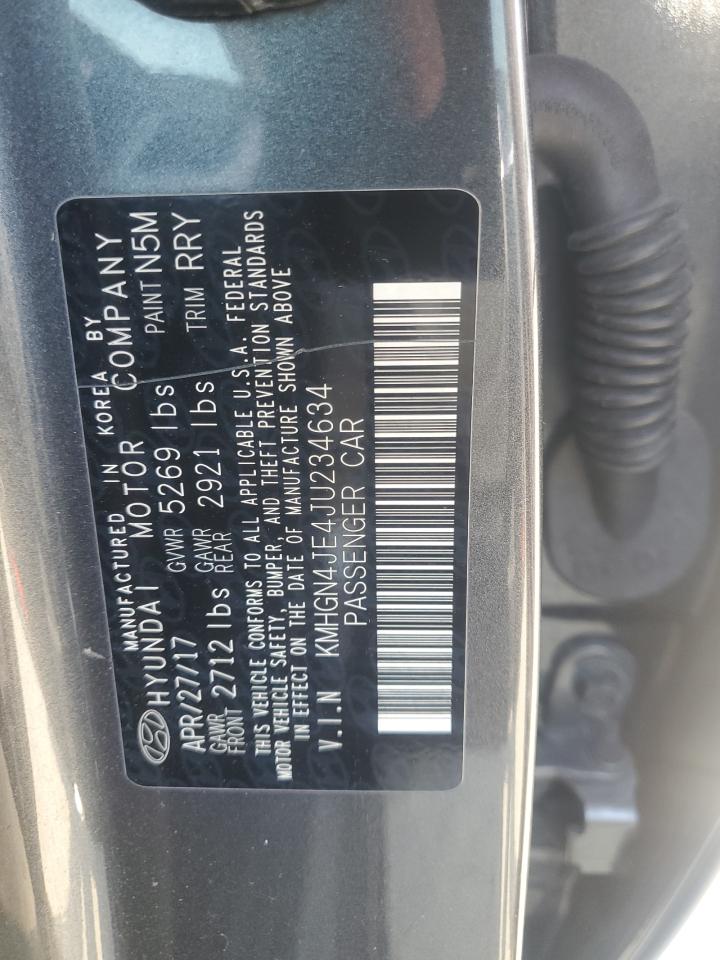 MANUFACTURED IN KOREA BY
HYUNDAI MOTOR COMPANY
APR/27/17 GVWR 5269 lbs PAINT N5M
GAWR FRONT 2712 lbs GAWR REAR 2921 lbs TRIM RRY
THIS VEHICLE CONFORMS TO ALL APPLICABLE U.S.A. FEDERAL
MOTOR VEHICLE SAFETY, BUMPER, AND THEFT PREVENTION STANDARDS
IN EFFECT ON THE DATE OF MANUFACTURE SHOWN ABOVE
V.I.N KMHGN4JE4JU234634
PASSENGER CAR